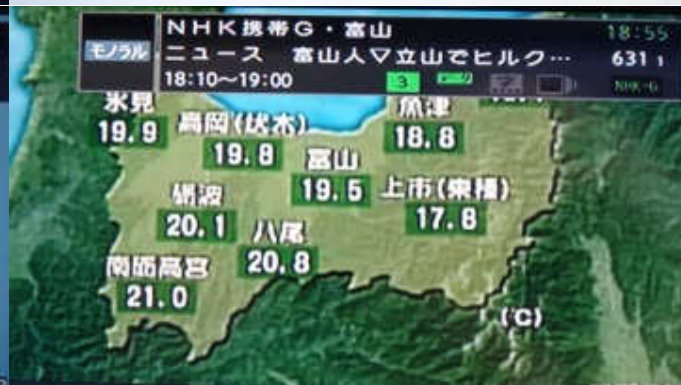 NHK携帯G・富山
18:55
モノラル
ニュース 富山人▽立山でヒルク…
631 1
18:10~19:00
3
NHK-G
氷見
19.9
高岡(伏木)
19.8
魚津
18.8
富山
19.5
上市(東種)
17.8
砺波
20.1
八尾
20.8
南砺高宮
21.0
(℃)